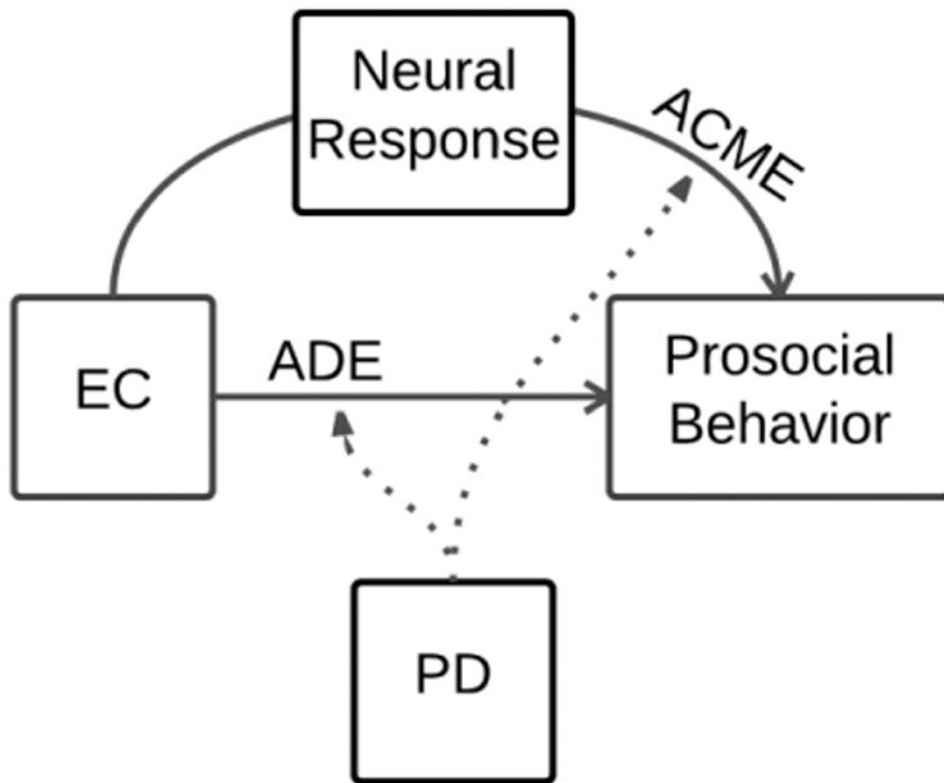 Neural
Response
ACME
EC
ADE
Prosocial
Behavior
PD